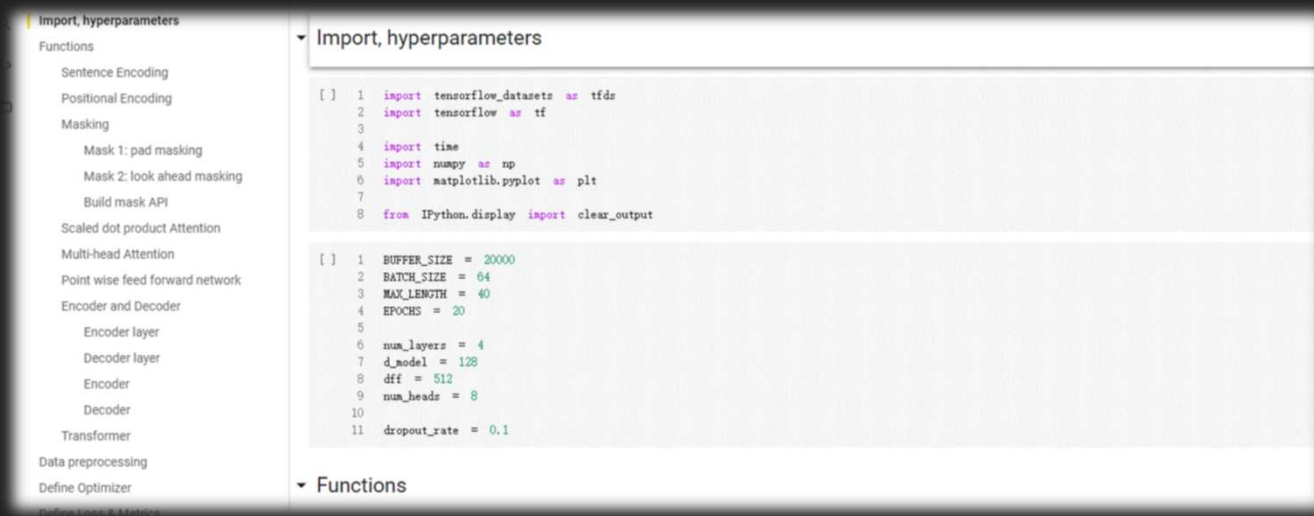 Import, hyperparameters
Functions
Sentence Encoding
Positional Encoding
Masking
Mask 1: pad masking
Mask 2: look ahead masking
Build mask API
Scaled dot product Attention
Multi-head Attention
Point wise feed forward network
Encoder and Decoder
Encoder layer
Decoder layer
Encoder
Decoder
Transformer
Data preprocessing
Define Optimizer
Define Loss & Metrics
Import, hyperparameters
[ ] 1 import tensorflow_datasets as tfds
2 import tensorflow as tf
3
4 import time
5 import numpy as np
6 import matplotlib.pyplot as plt
7
8 from IPython.display import clear_output
[ ] 1 BUFFER_SIZE = 20000
2 BATCH_SIZE = 64
3 MAX_LENGTH = 40
4 EPOCHS = 20
5
6 num_layers = 4
7 d_model = 128
8 dff = 512
9 num_heads = 8
10
11 dropout_rate = 0.1
Functions